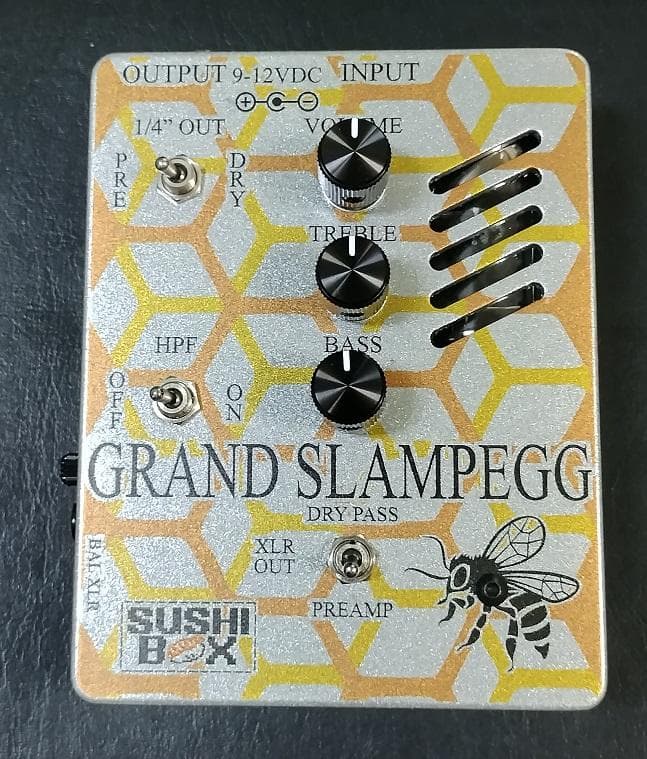 OUTPUT 9-12VDC INPUT
1/4” OUT
VOLUME
PRE
DRY
TREBLE
HPF
BASS
OFF
ON
GRAND SLAMPEGG
DRY PASS
XLR
OUT
PREAMP
BAL XLR
SUSHI
BOX